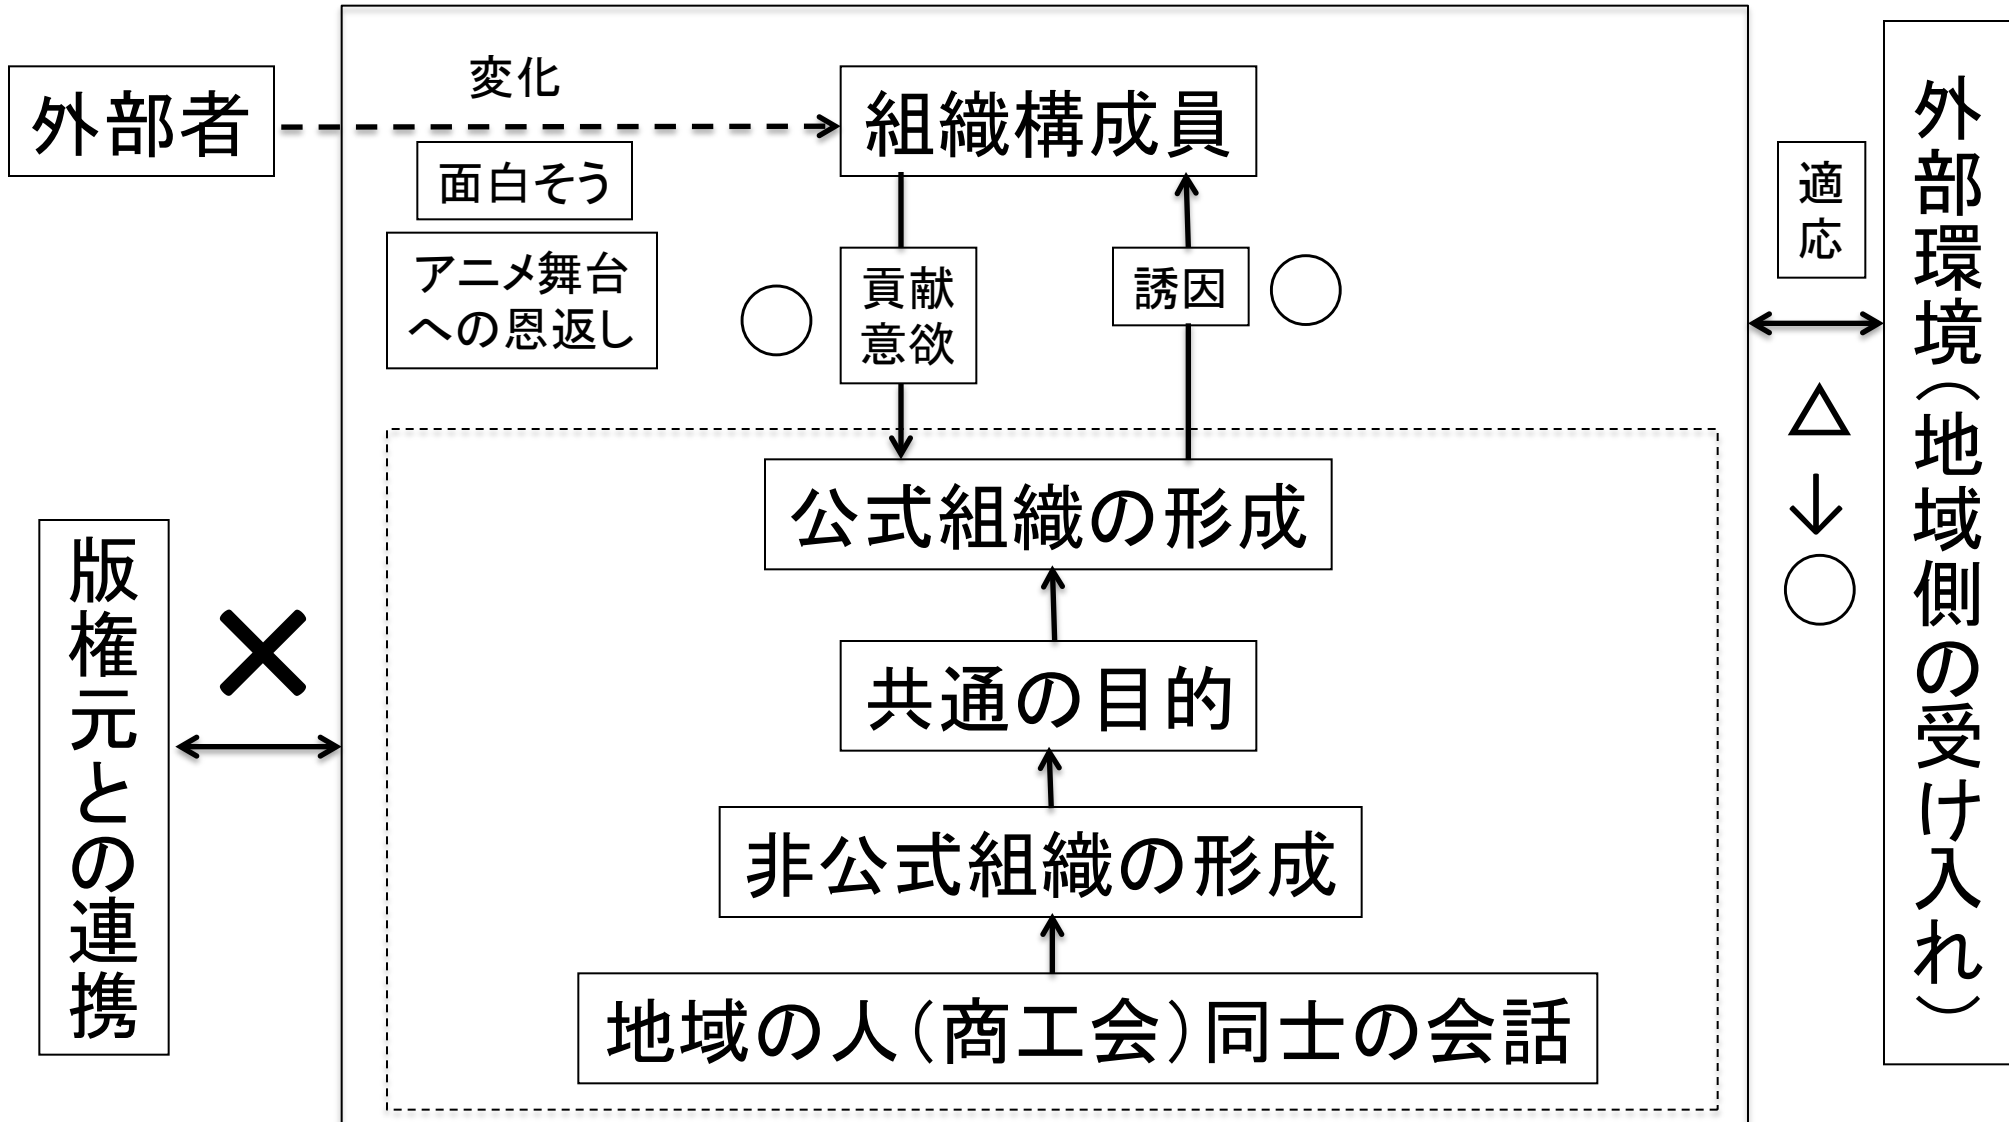 外部者
変化
面白そう
アニメ舞台
への恩返し
組織構成員
貢献
意欲
誘因
適
応
外部環境（地域側の受け入れ）
公式組織の形成
共通の目的
非公式組織の形成
地域の人（商工会）同士の会話
版権元との連携